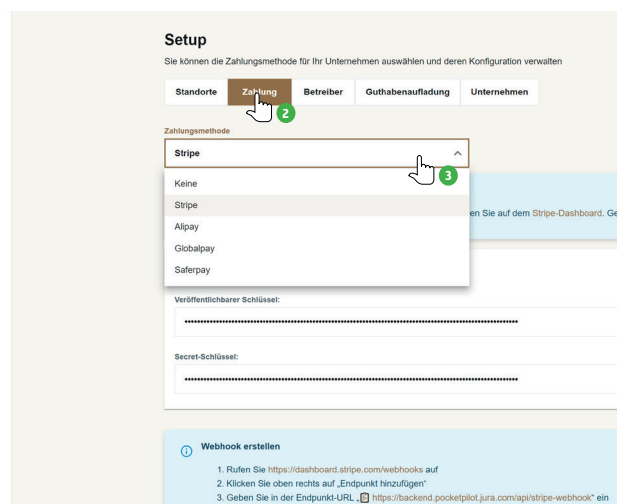 Setup
Sie können die Zahlungsmethode für Ihr Unternehmen auswählen und deren Konfiguration verwalten
Standorte Zahlung Betreiber Guthabenaufladung Unternehmen
2
Zahlungsmethode
Stripe
3
Keine
Stripe
en Sie auf dem Stripe-Dashboard. Ge
Alipay
Globalpay
Saferpay
Veröffentlichbarer Schlüssel:
Secret-Schlüssel:
Webhook erstellen
1. Rufen Sie https://dashboard.stripe.com/webhooks auf
2. Klicken Sie oben rechts auf „Endpunkt hinzufügen"
3. Geben Sie in der Endpunkt-URL „ https://backend.pocketpilot.jura.com/api/stripe-webhook" ein